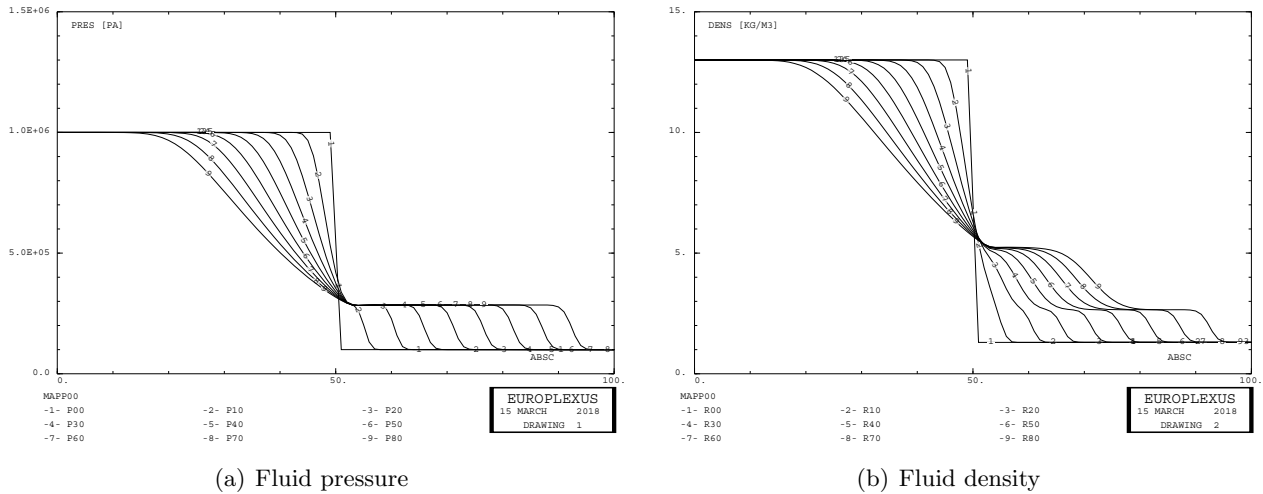 1.5E+06
PRES [PA]
1.0E+06
5.0E+05
0.0
0. 50. 100.
ABSC
MAPP00
-1- P00 -2- P10 -3- P20
-4- P30 -5- P40 -6- P50
-7- P60 -8- P70 -9- P80
EUROPLEXUS
15 MARCH 2018
DRAWING 1
(a) Fluid pressure
15.
DENS [KG/M3]
10.
5.
0.
0. 50. 100.
ABSC
MAPP00
-1- R00 -2- R10 -3- R20
-4- R30 -5- R40 -6- R50
-7- R60 -8- R70 -9- R80
EUROPLEXUS
15 MARCH 2018
DRAWING 2
(b) Fluid density